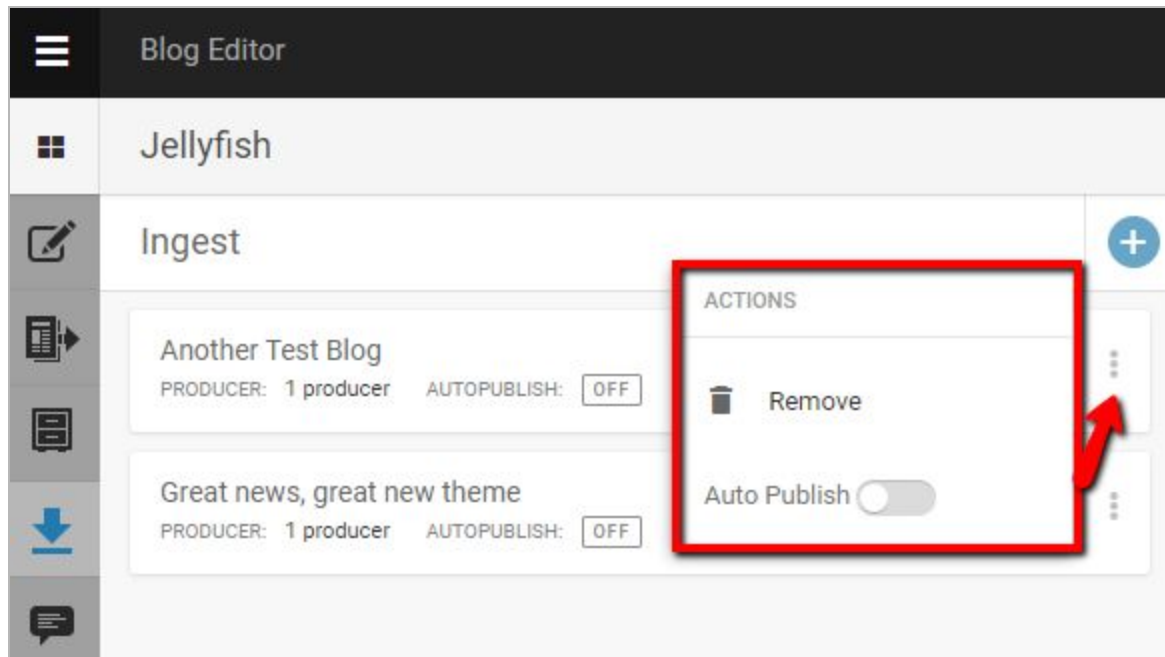 Blog Editor
Jellyfish
Ingest
ACTIONS
Another Test Blog
PRODUCER: 1 producer AUTOPUBLISH: OFF
Remove
Great news, great new theme
PRODUCER: 1 producer AUTOPUBLISH: OFF
Auto Publish